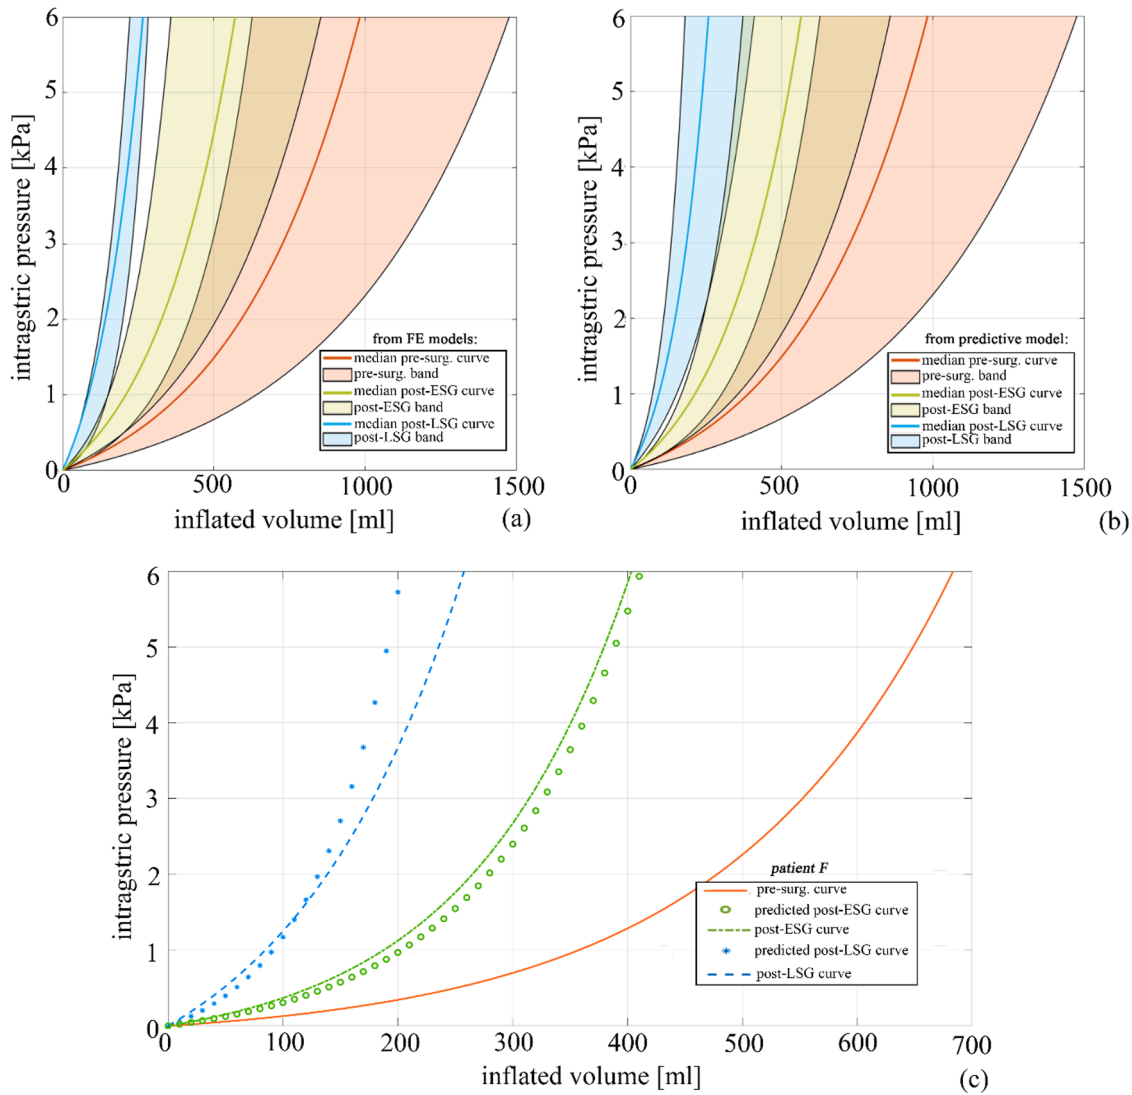 6
5
4
3
2
1
0
intragstric pressure [kPa]
from FE models:
median pre-surg. curve
pre-surg. band
median post-ESG curve
post-ESG band
median post-LSG curve
post-LSG band
0
500
1000
1500
inflated volume [ml]
(a)
6
5
4
3
2
1
0
intragstric pressure [kPa]
from predictive model:
median pre-surg. curve
pre-surg. band
median post-ESG curve
post-ESG band
median post-LSG curve
post-LSG band
0
500
1000
1500
inflated volume [ml]
(b)
6
5
4
3
2
1
0
intragstric pressure [kPa]
patient F
pre-surg. curve
predicted post-ESG curve
post-ESG curve
predicted post-LSG curve
post-LSG curve
0
100
200
300
400
500
600
700
inflated volume [ml]
(c)